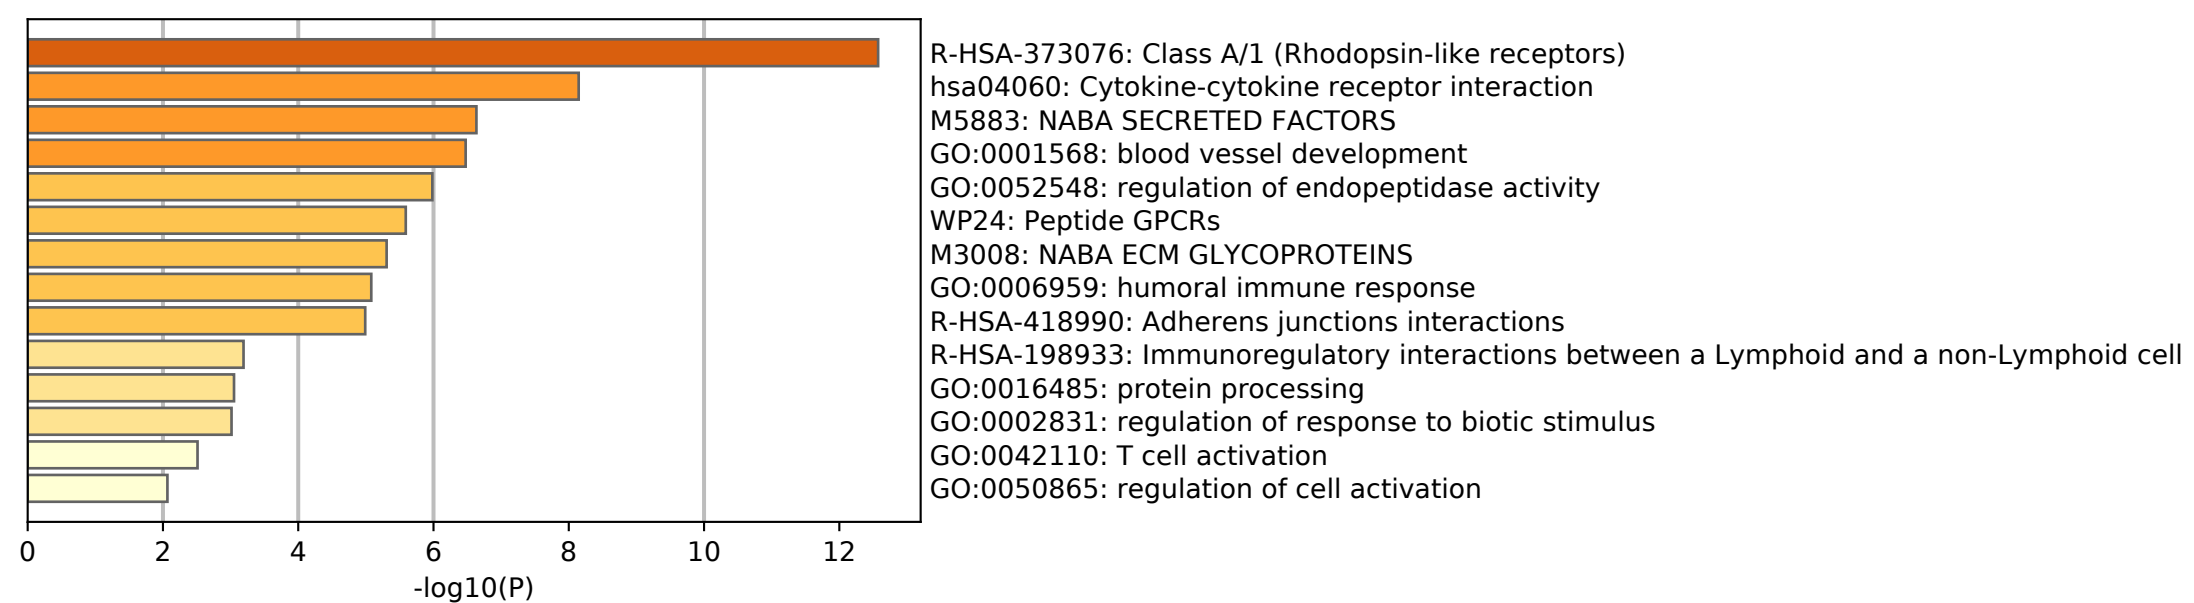 R-HSA-373076: Class A/1 (Rhodopsin-like receptors)
hsa04060: Cytokine-cytokine receptor interaction
M5883: NABA SECRETED FACTORS
GO:0001568: blood vessel development
GO:0052548: regulation of endopeptidase activity
WP24: Peptide GPCRs
M3008: NABA ECM GLYCOPROTEINS
GO:0006959: humoral immune response
R-HSA-418990: Adherens junctions interactions
R-HSA-198933: Immunoregulatory interactions between a Lymphoid and a non-Lymphoid cell
GO:0016485: protein processing
GO:0002831: regulation of response to biotic stimulus
GO:0042110: T cell activation
GO:0050865: regulation of cell activation
0 2 4 6 8 10 12
-log10(P)